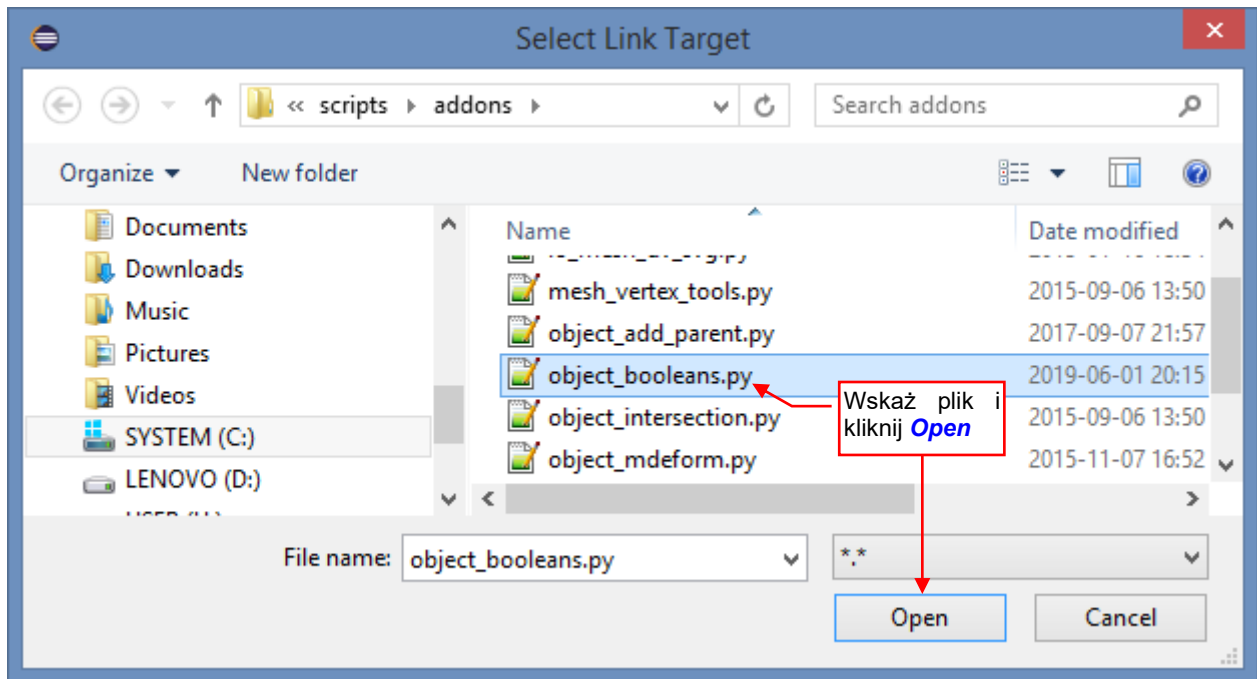 Select Link Target
« scripts addons
Search addons
Organize New folder
Documents
Downloads
Music
Pictures
Videos
SYSTEM (C:)
LENOVO (D:)
Name Date modified
mesh_vertex_tools.py 2015-09-06 13:50
object_add_parent.py 2017-09-07 21:57
object_booleans.py 2019-06-01 20:15
object_intersection.py 2015-09-06 13:50
object_mdeform.py 2015-11-07 16:52
Wskaż plik i
kliknij Open
File name: object_booleans.py *.*
Open Cancel